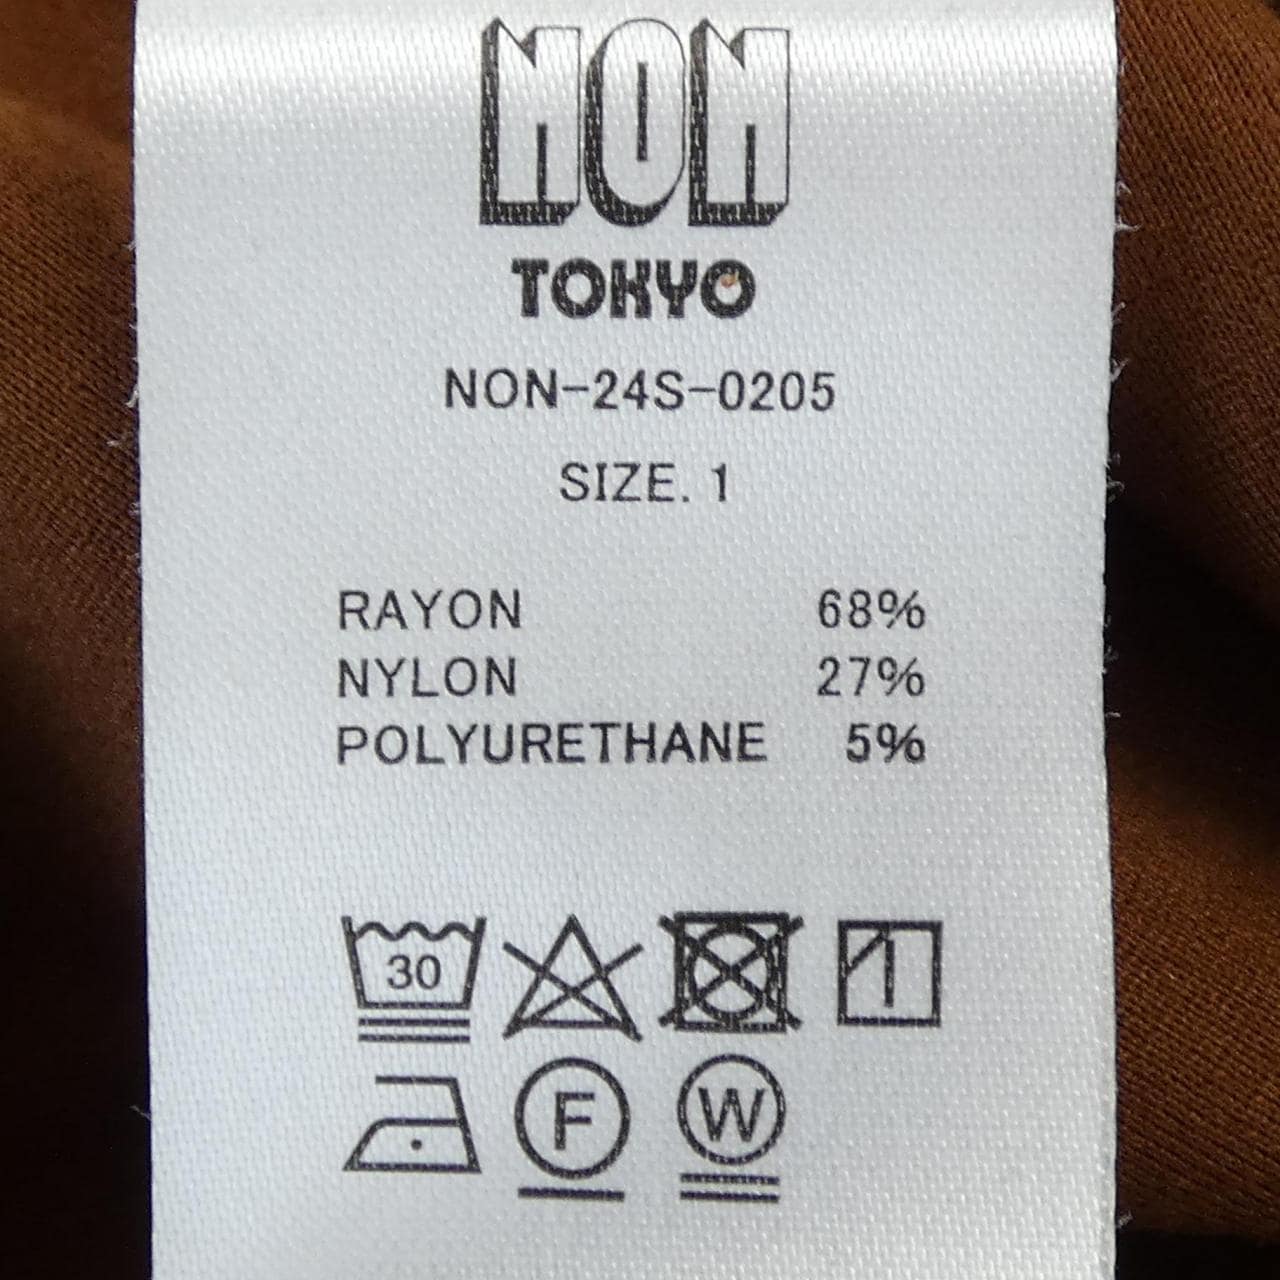 NON
TOKYO
NON-24S-0205
SIZE. 1
RAYON 68%
NYLON 27%
POLYURETHANE 5%
30
F W